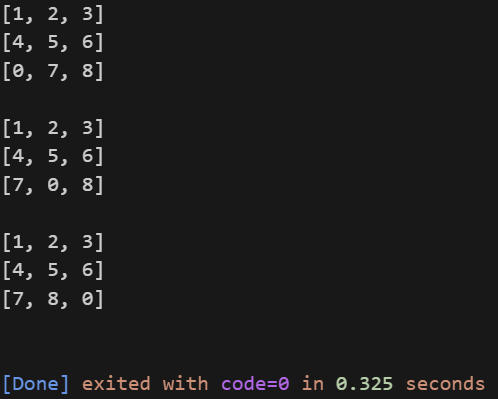 [1, 2, 3]
[4, 5, 6]
[0, 7, 8]
[1, 2, 3]
[4, 5, 6]
[7, 0, 8]
[1, 2, 3]
[4, 5, 6]
[7, 8, 0]
[Done] exited with code=0 in 0.325 seconds